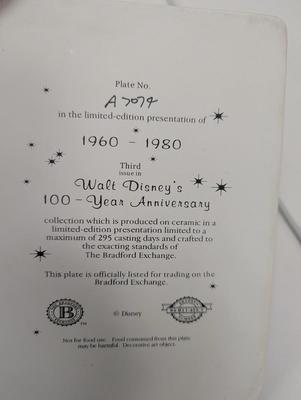 Plate No.
A7074
in the limited-edition presentation of
1960 - 1980
Third
issue in
Walt Disney's
100-Year Anniversary
collection which is produced on ceramic in a
limited-edition presentation limited to a
maximum of 295 casting days and crafted to
the exacting standards of
The Bradford Exchange.
This plate is officially listed for trading on the
Bradford Exchange.
B
TM
© Disney
Not for food use. Food consumed from this plate
may be harmful. Decorative art object.